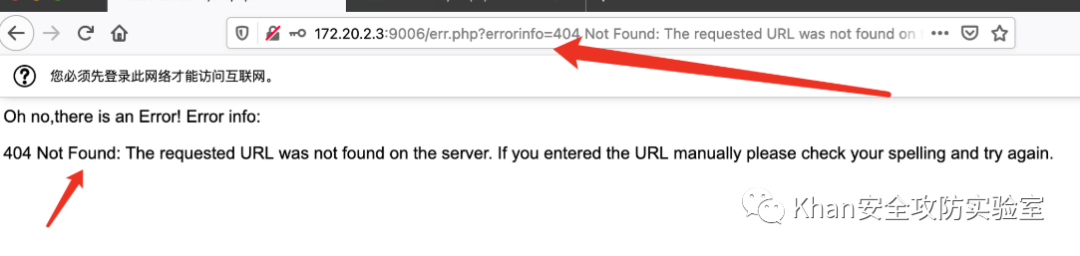 172.20.2.3:9006/err.php?errorinfo=404 Not Found: The requested URL was not found on
您必须先登录此网络才能访问互联网。
Oh no,there is an Error! Error info:
404 Not Found: The requested URL was not found on the server. If you entered the URL manually please check your spelling and try again.
Khan安全攻防实验室